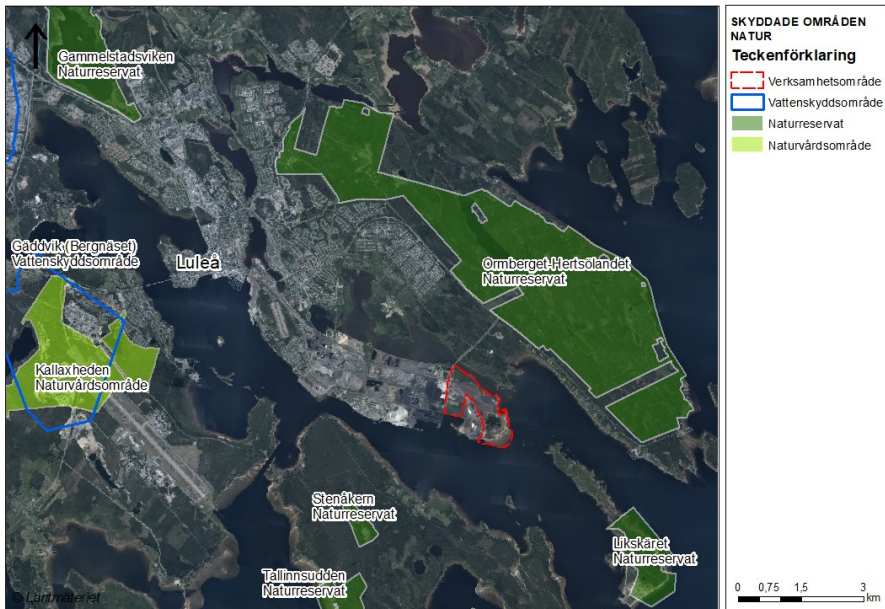 Gammelstadsviken
Naturreservat
Gäddvik (Bergnäset)
Vattenskyddsområde
Luleå
Ormberget-Hertsölandet
Naturreservat
Kallaxheden
Naturvårdsområde
Stenåkern
Naturreservat
Likskäret
Naturreservat
Tallinnsudden
Naturreservat
© Lantmäteriet
SKYDDADE OMRÅDEN
NATUR
Teckenförklaring
Verksamhetsområde
Vattenskyddsområde
Naturreservat
Naturvårdsområde
0 0,75 1,5 3
km